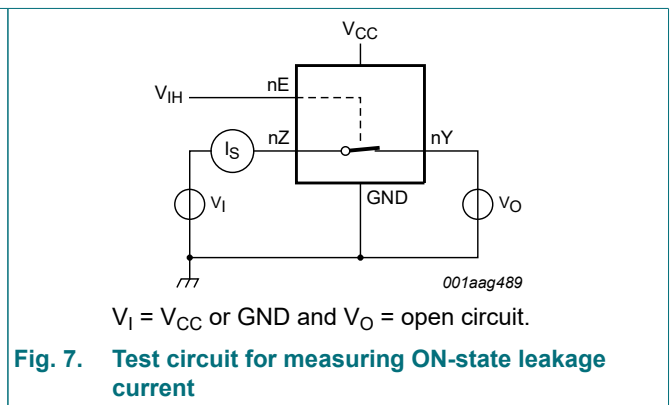 VCC
nE
VIH
IS
nZ
nY
VI
GND
VO
001aag489
VI = VCC or GND and VO = open circuit.
Fig. 7. Test circuit for measuring ON-state leakage
current